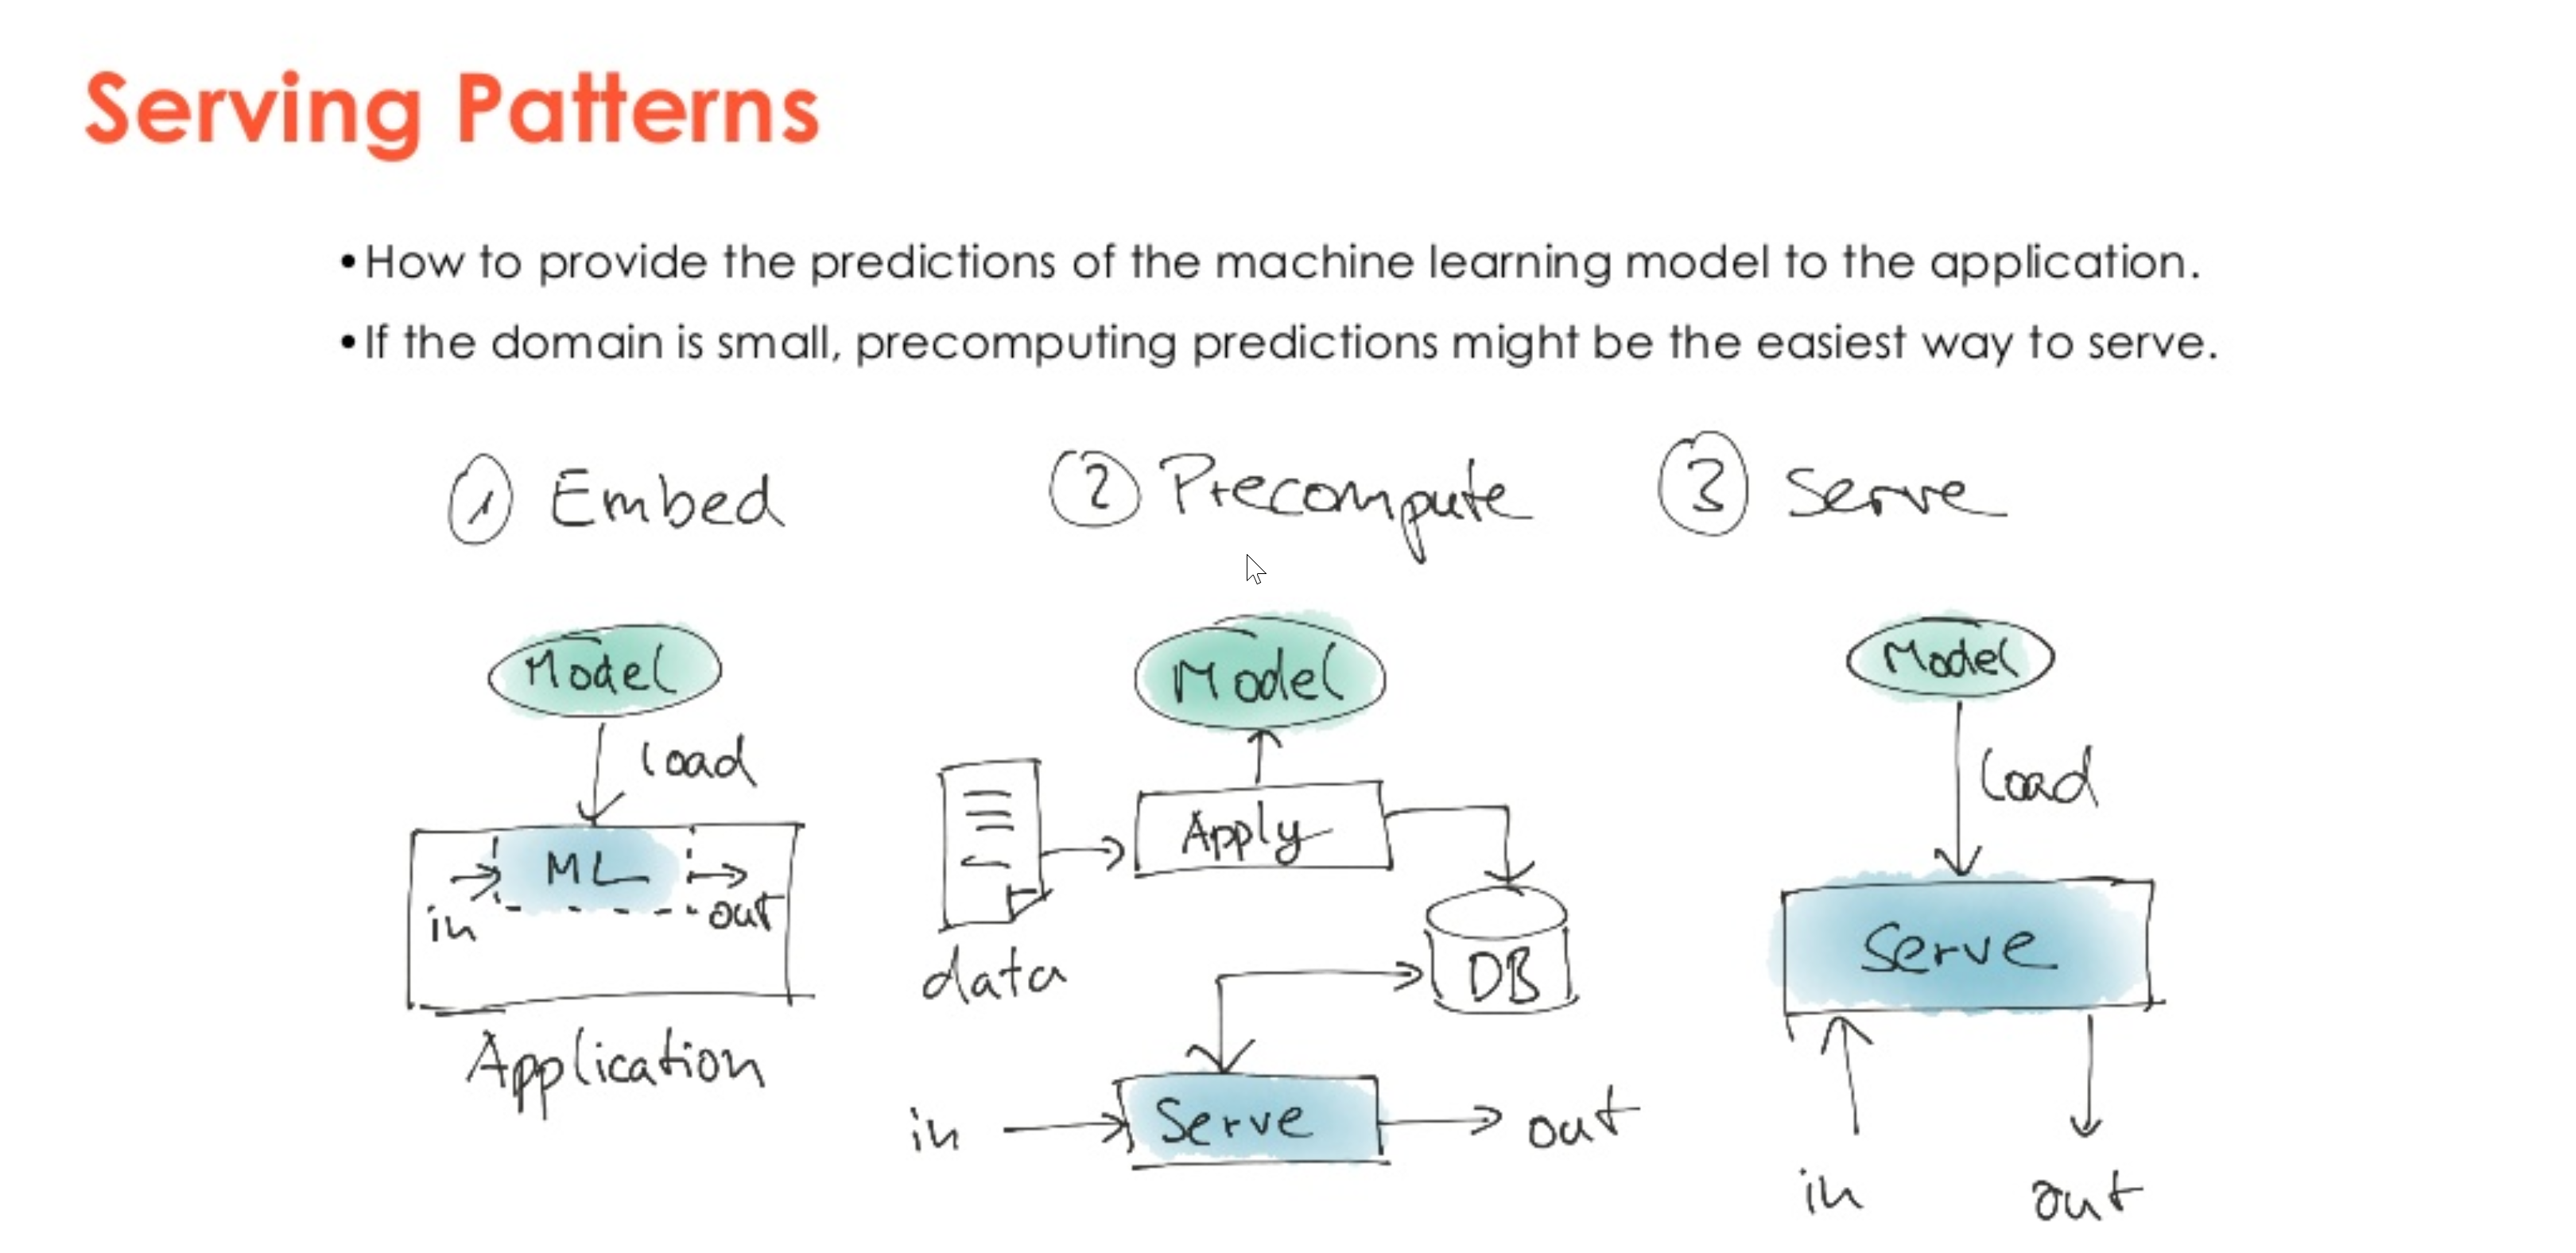 Serving Patterns
•How to provide the predictions of the machine learning model to the application.
•If the domain is small, precomputing predictions might be the easiest way to serve.
1 Embed
Model
load
ML
in
out
Application
2 Precompute
Model
Apply
data
DB
in
Serve
out
3 Serve
Model
load
Serve
in
out